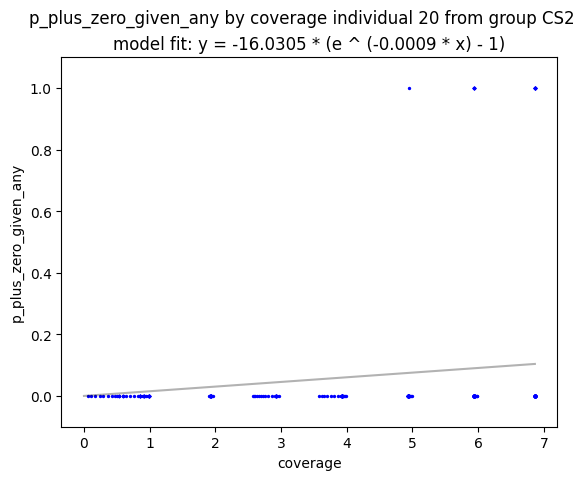 p_plus_zero_given_any by coverage individual 20 from group CS2
model fit: y = -16.0305 * (e ^ (-0.0009 * x) - 1)
1.0
0.8
0.6
0.4
0.2
0.0
p_plus_zero_given_any
0 1 2 3 4 5 6 7
coverage